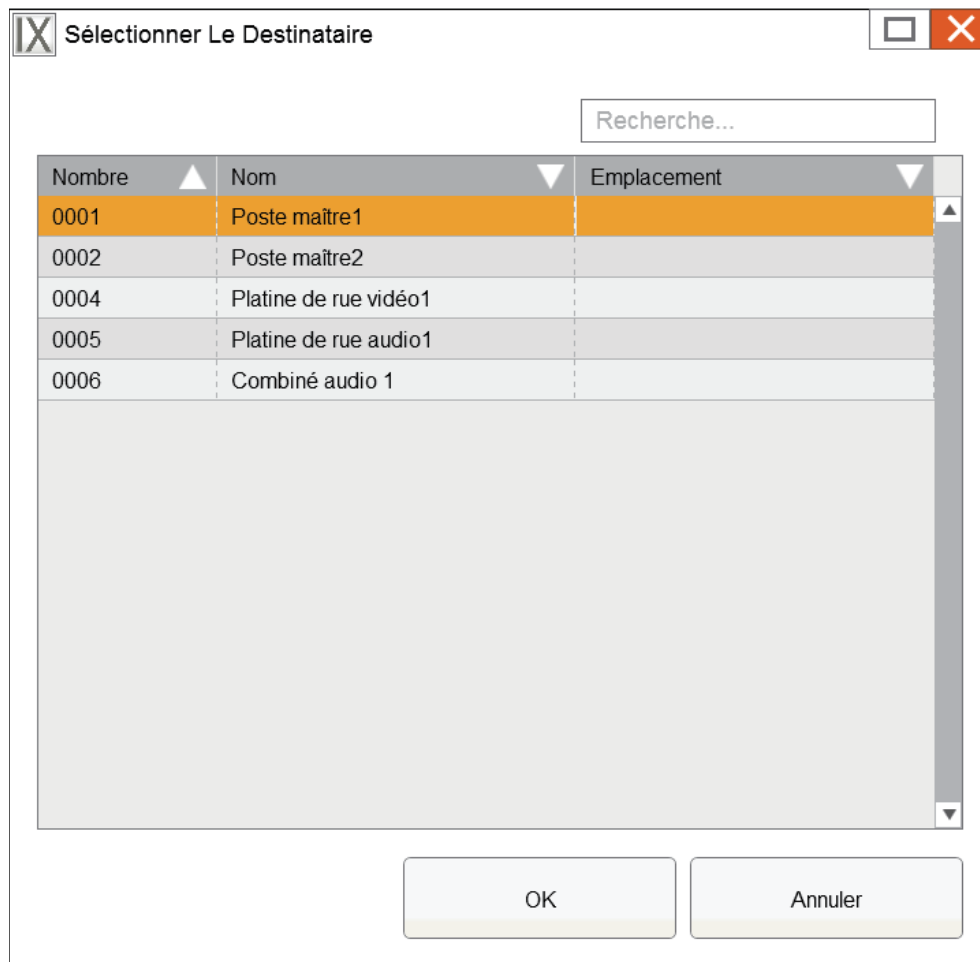 IX Sélectionner Le Destinataire
Recherche...
Nombre Nom Emplacement
0001 Poste maître1
0002 Poste maître2
0004 Platine de rue vidéo1
0005 Platine de rue audio1
0006 Combiné audio 1
OK Annuler